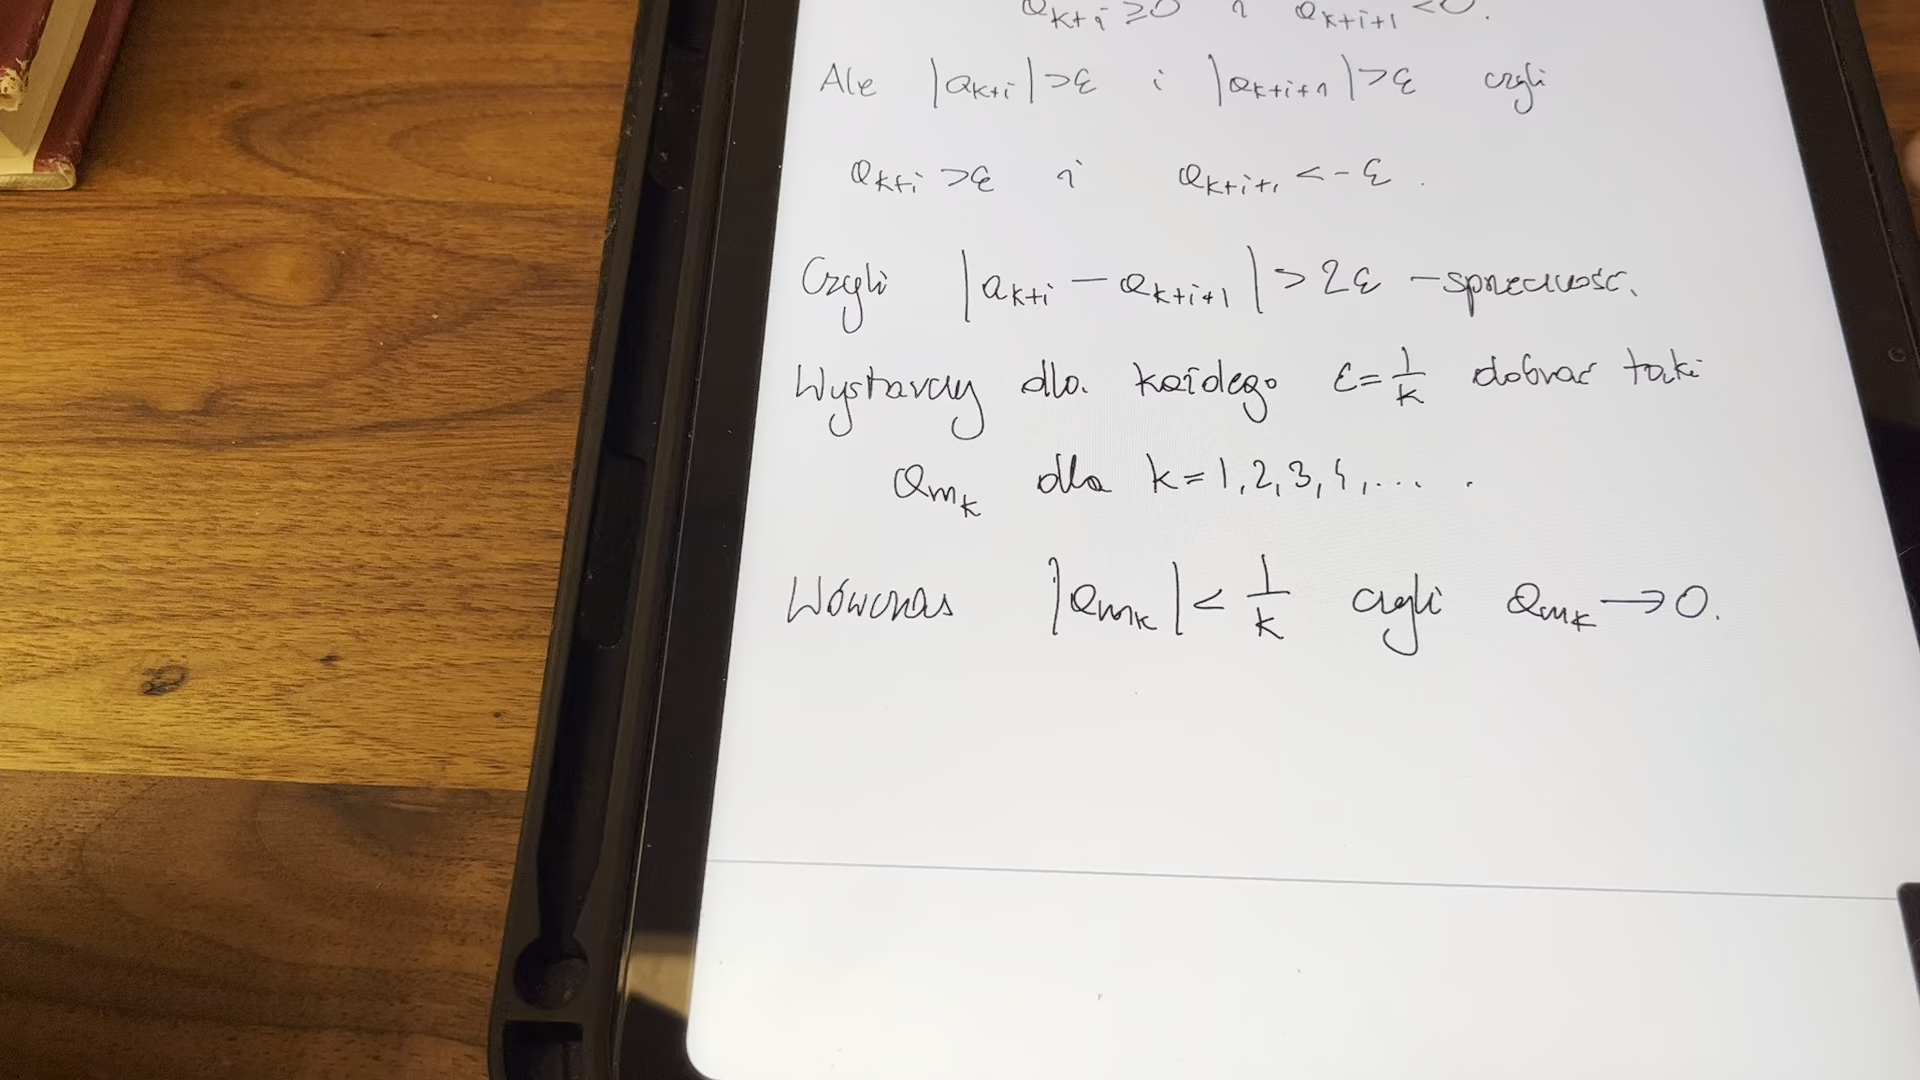 a_{k+i} ≥ 0 i a_{k+i+1} < 0.
Ale |a_{k+i}| > ε i |a_{k+i+1}| > ε czyli
a_{k+i} > ε i a_{k+i+1} < -ε.
Czyli |a_{k+i} - a_{k+i+1}| > 2ε - sprzeczność.
Wystarczy dla każdego ε = 1/k dobrać taki
a_{m_k} dla k = 1, 2, 3, 4, ... .
Wówczas |a_{m_k}| < 1/k czyli a_{m_k} → 0.